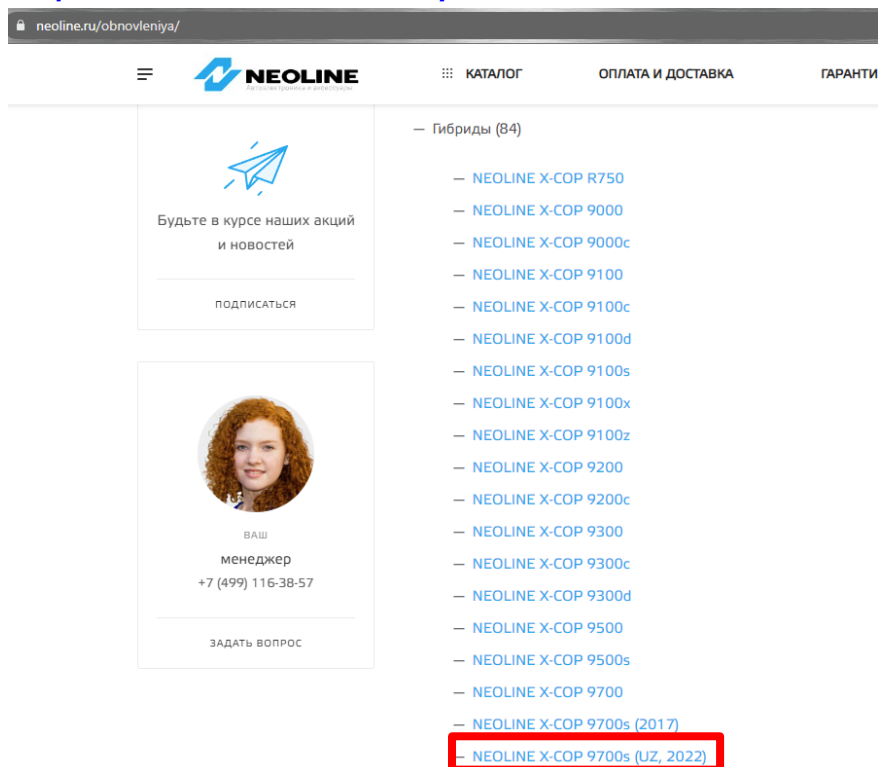 neoline.ru/obnovleniya/
NEOLINE
Автоэлектроника и аксессуары
КАТАЛОГ
ОПЛАТА И ДОСТАВКА
ГАРАНТИ
Будьте в курсе наших акций
и новостей
ПОДПИСАТЬСЯ
ВАШ
менеджер
+7 (499) 116-38-57
ЗАДАТЬ ВОПРОС
— Гибриды (84)
— NEOLINE X-COP R750
— NEOLINE X-COP 9000
— NEOLINE X-COP 9000c
— NEOLINE X-COP 9100
— NEOLINE X-COP 9100c
— NEOLINE X-COP 9100d
— NEOLINE X-COP 9100s
— NEOLINE X-COP 9100x
— NEOLINE X-COP 9100z
— NEOLINE X-COP 9200
— NEOLINE X-COP 9200c
— NEOLINE X-COP 9300
— NEOLINE X-COP 9300c
— NEOLINE X-COP 9300d
— NEOLINE X-COP 9500
— NEOLINE X-COP 9500s
— NEOLINE X-COP 9700
— NEOLINE X-COP 9700s (2017)
— NEOLINE X-COP 9700s (UZ, 2022)